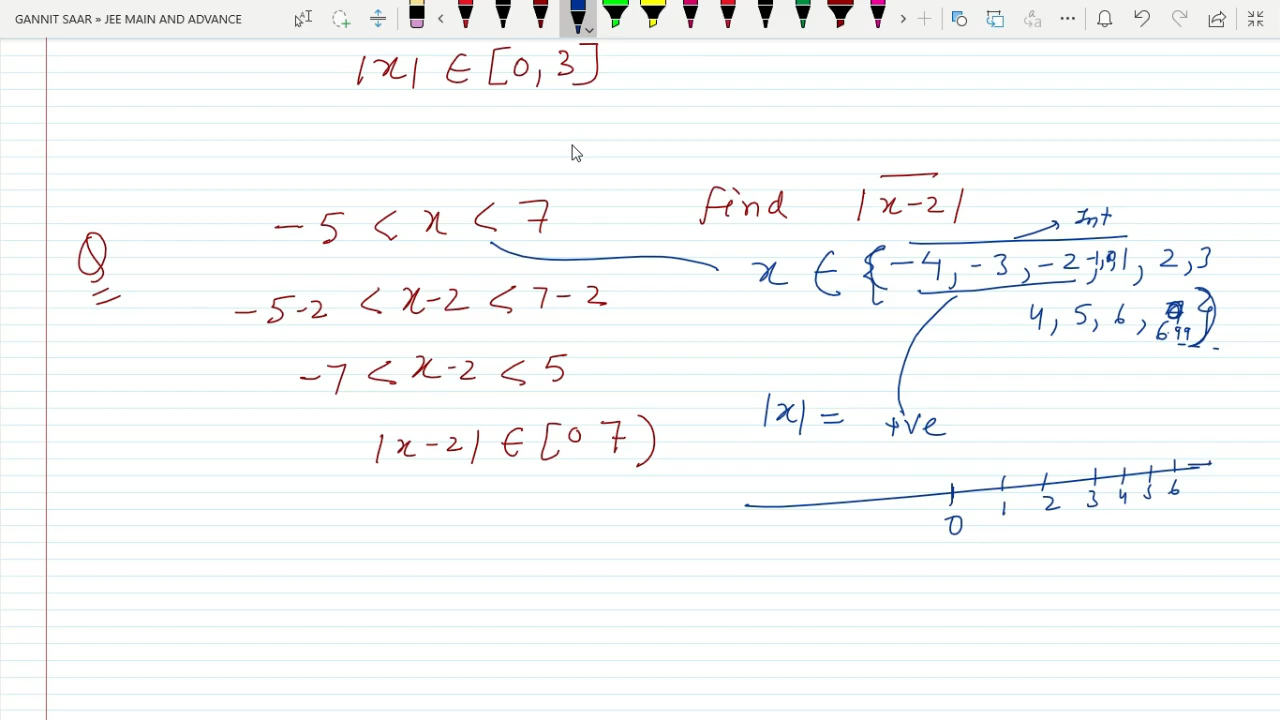 GANNIT SAAR » JEE MAIN AND ADVANCE
|x| ∈ [0, 3]
Q
-5 < x < 7
find |x-2|
-5-2 < x-2 < 7-2
-7 < x-2 < 5
|x-2| ∈ [0 7)
Int
x ∈ {-4, -3, -2, -1, 0, 1, 2, 3
4, 5, 6, 6.99}
|x| = +ve
0 1 2 3 4 5 6